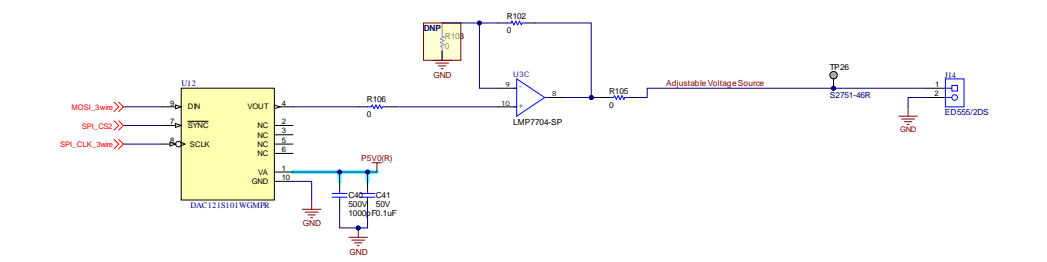 R102
0
DNP
R103
0
GND
U3C
9
-
10
+
8
LMP7704-SP
R105
0
Adjustable Voltage Source
TP26
S2751-46R
J14
1
2
ED555/2DS
GND
U12
MOSI_3wire
9
DIN
VOUT
4
R106
0
SPI_CS2
7
SYNC
NC
2
NC
3
SPI_CLK_3wire
8
SCLK
NC
5
NC
6
P5V0(R)
VA
1
GND
10
DAC121S101WGMPR
GND
C40
500V
1000pF
C41
50V
0.1uF
GND